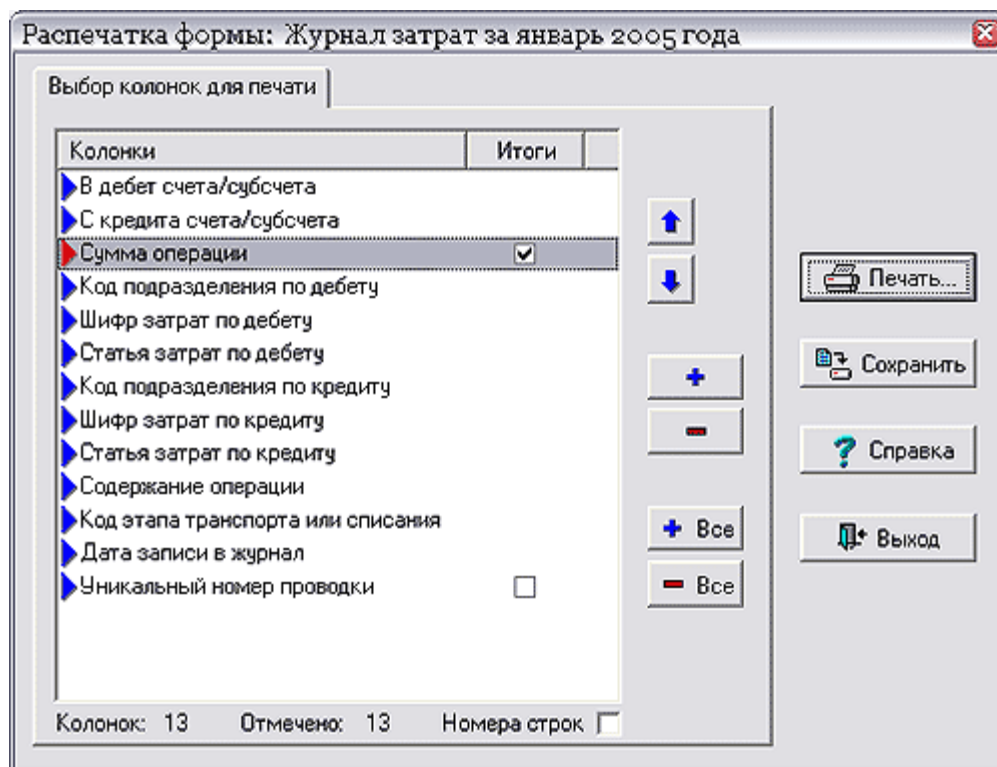 Распечатка формы: Журнал затрат за январь 2005 года
Выбор колонок для печати
Колонки Итоги
В дебет счета/субсчета
С кредита счета/субсчета
Сумма операции
Код подразделения по дебету
Шифр затрат по дебету
Статья затрат по дебету
Код подразделения по кредиту
Шифр затрат по кредиту
Статья затрат по кредиту
Содержание операции
Код этапа транспорта или списания
Дата записи в журнал
Уникальный номер проводки
Колонок: 13 Отмечено: 13 Номера строк
+
-
+ Все
- Все
Печать...
Сохранить
? Справка
Выход